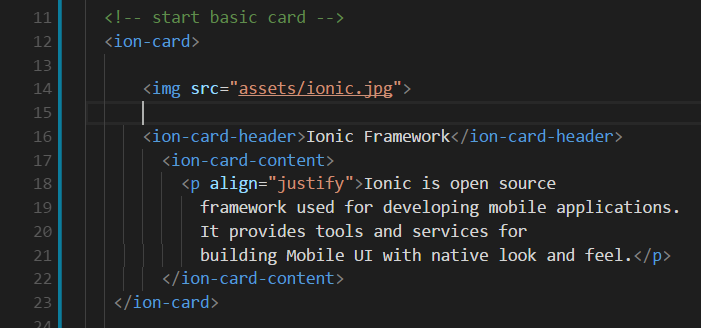 11 <!-- start basic card -->
12 <ion-card>
13
14 <img src="assets/ionic.jpg">
15
16 <ion-card-header>Ionic Framework</ion-card-header>
17 <ion-card-content>
18 <p align="justify">Ionic is open source
19 framework used for developing mobile applications.
20 It provides tools and services for
21 building Mobile UI with native look and feel.</p>
22 </ion-card-content>
23 </ion-card>
24